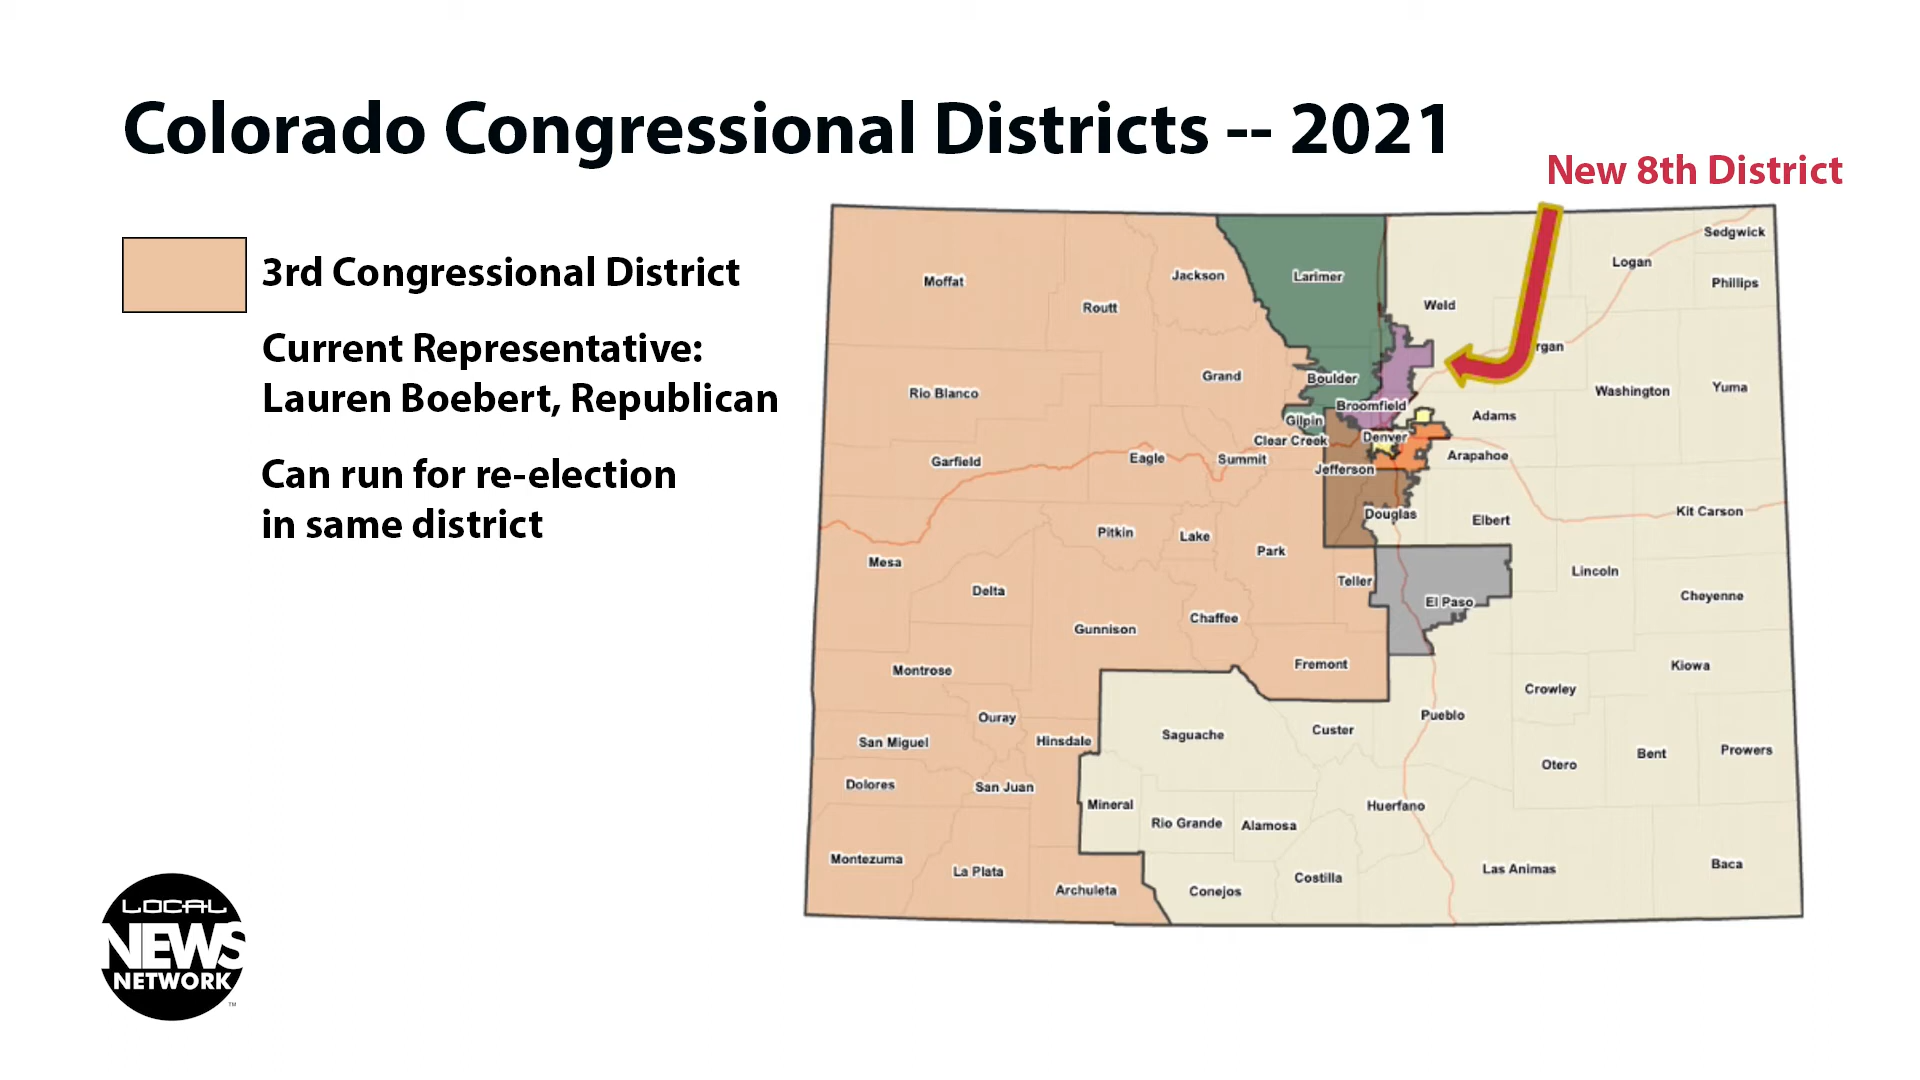 Colorado Congressional Districts -- 2021
New 8th District
3rd Congressional District
Current Representative:
Lauren Boebert, Republican
Can run for re-election
in same district
Sedgwick
Logan
Phillips
Moffat
Jackson
Larimer
Routt
Weld
rgan
Grand
Boulder
Rio Blanco
Washington
Yuma
Broomfield
Adams
Gilpin
Clear Creek
Denver
Garfield
Eagle
Summit
Jefferson
Arapahoe
Pitkin
Lake
Douglas
Elbert
Kit Carson
Mesa
Park
Delta
Teller
Lincoln
El Paso
Cheyenne
Gunnison
Chaffee
Montrose
Fremont
Kiowa
Ouray
Crowley
San Miguel
Hinsdale
Saguache
Custer
Pueblo
Dolores
San Juan
Otero
Bent
Prowers
Mineral
Rio Grande
Alamosa
Huerfano
Montezuma
La Plata
Archuleta
Conejos
Costilla
Las Animas
Baca
LOCAL
NEWS
NETWORK
TM